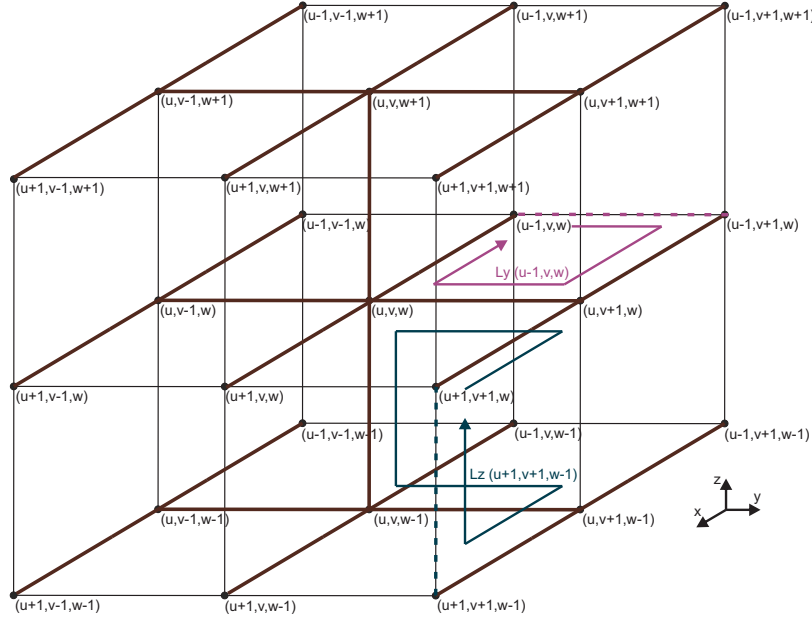 (u-1,v-1,w+1)
(u-1,v,w+1)
(u-1,v+1,w+1)
(u,v-1,w+1)
(u,v,w+1)
(u,v+1,w+1)
(u+1,v-1,w+1)
(u+1,v,w+1)
(u+1,v+1,w+1)
(u-1,v-1,w)
(u-1,v,w)
(u-1,v+1,w)
Ly (u-1,v,w)
(u,v-1,w)
(u,v,w)
(u,v+1,w)
(u+1,v-1,w)
(u+1,v,w)
(u+1,v+1,w)
(u-1,v-1,w-1)
(u-1,v,w-1)
(u-1,v+1,w-1)
Lz (u+1,v+1,w-1)
z
y
x
(u,v-1,w-1)
(u,v,w-1)
(u,v+1,w-1)
(u+1,v-1,w-1)
(u+1,v,w-1)
(u+1,v+1,w-1)